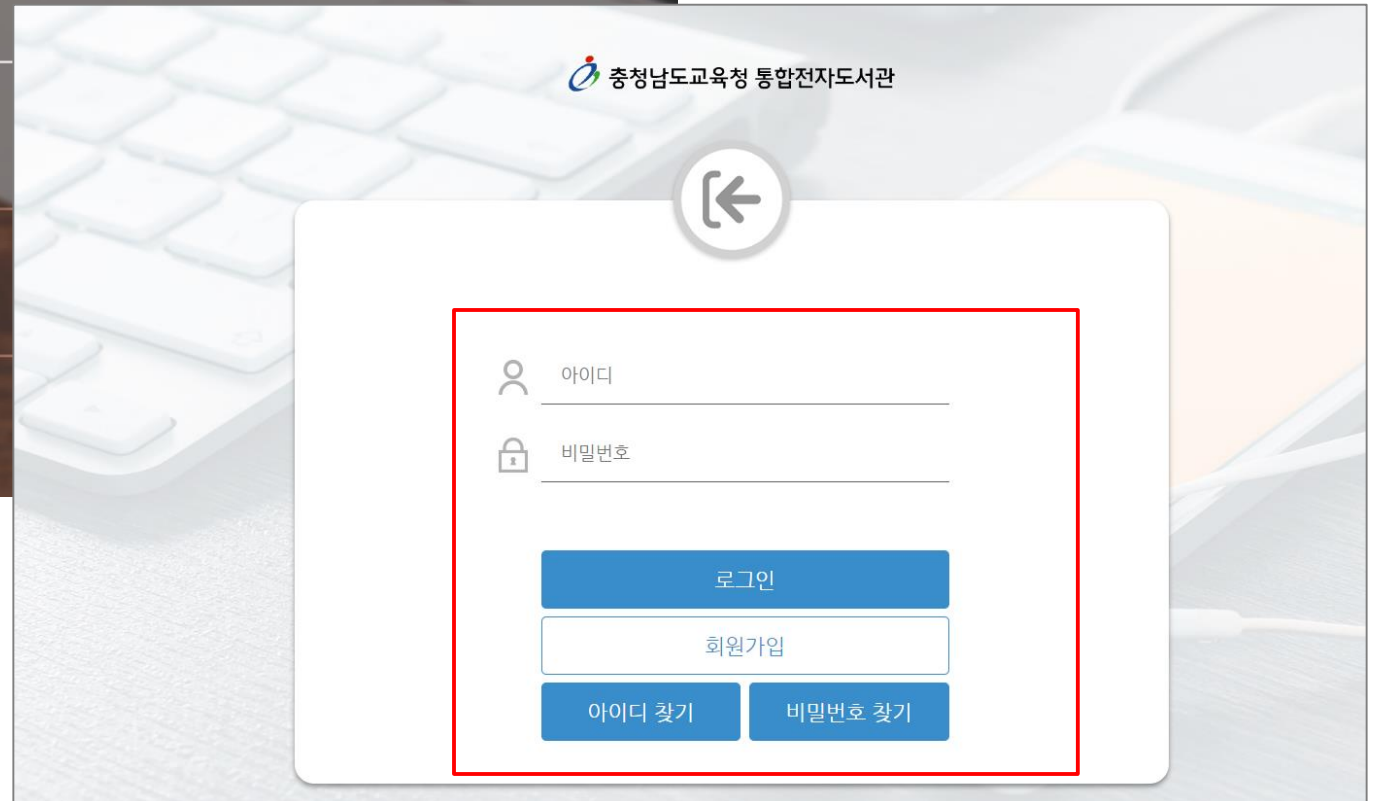 충청남도교육청 통합전자도서관
아이디
비밀번호
로그인
회원가입
아이디 찾기 비밀번호 찾기